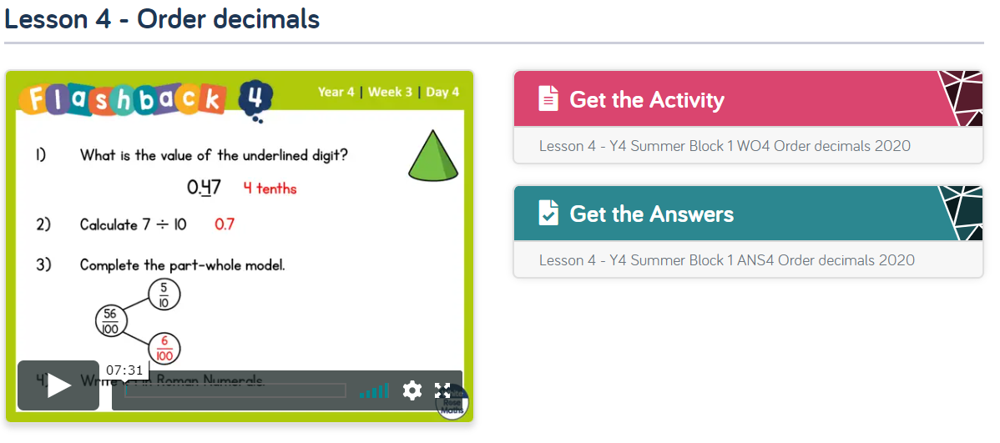 Lesson 4 - Order decimals
Flashback 4
Year 4 | Week 3 | Day 4
1) What is the value of the underlined digit?
0.47 4 tenths
2) Calculate 7 ÷ 10 0.7
3) Complete the part-whole model.
5
10
56
100
6
100
07:31
4) Write in Roman Numerals.
White
Rose
Maths
Get the Activity
Lesson 4 - Y4 Summer Block 1 WO4 Order decimals 2020
Get the Answers
Lesson 4 - Y4 Summer Block 1 ANS4 Order decimals 2020